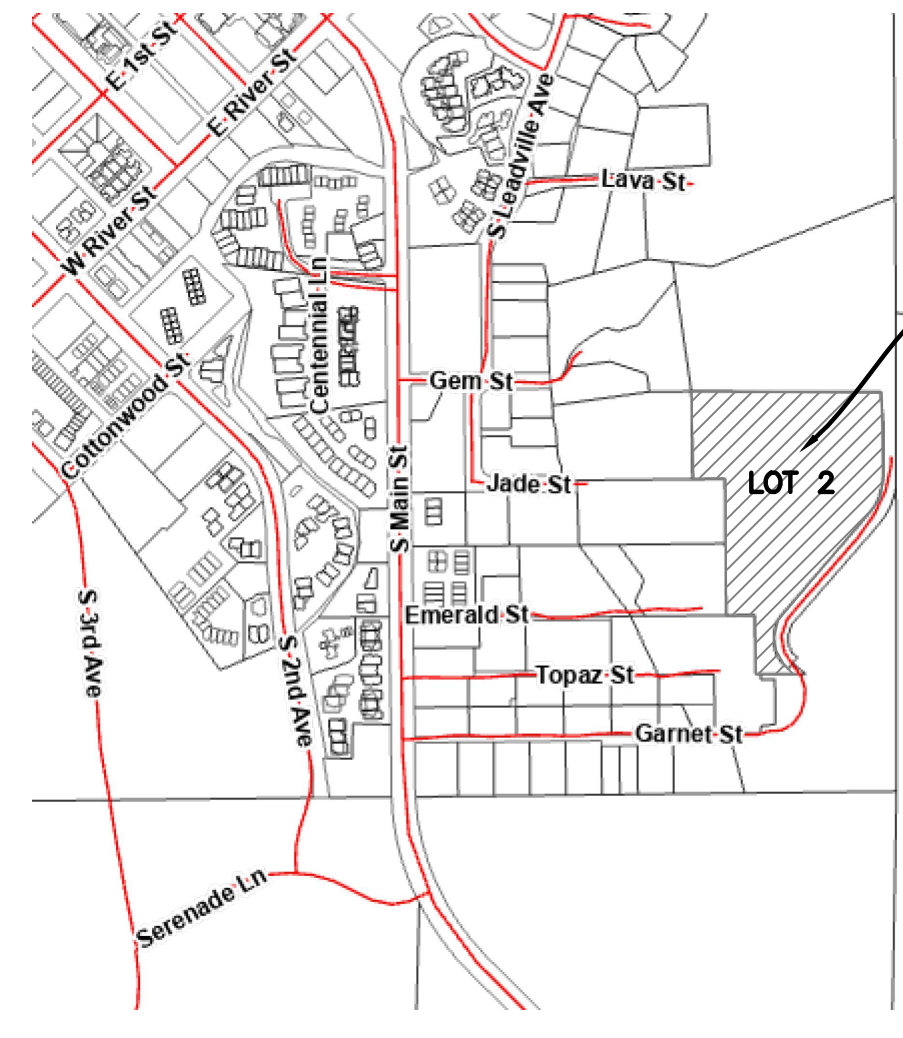 E 1st St
E River St
S Leadville Ave
Lava St
W River St
Centennial Ln
Gem St
Cottonwood St
S Main St
Jade St
LOT 2
S 3rd Ave
Emerald St
S 2nd Ave
Topaz St
Garnet St
Serenade Ln